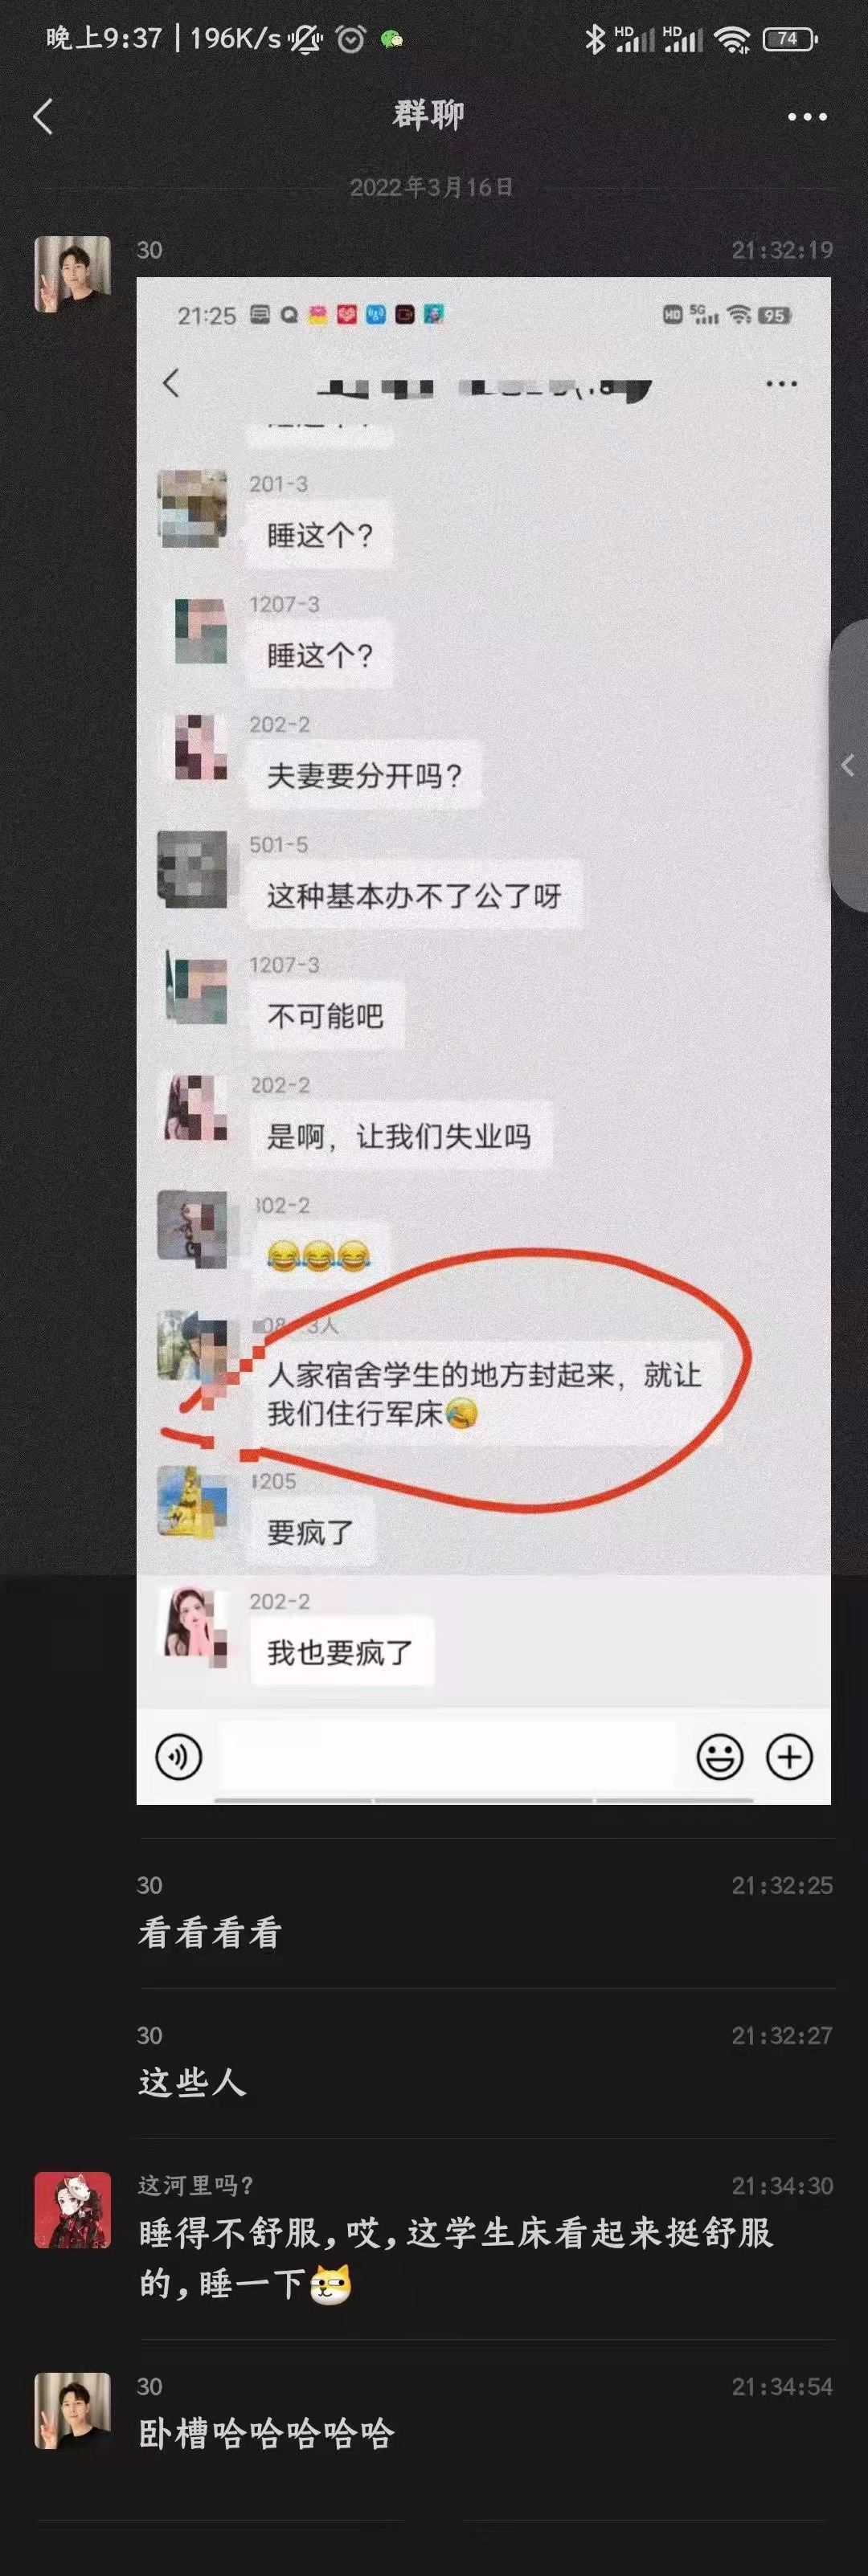 晚上9:37 | 196K/s
HD HD 74
群聊
2022年3月16日
30 21:32:19
21:25 HD 5G 95
201-3
睡这个?
1207-3
睡这个?
202-2
夫妻要分开吗?
501-5
这种基本办不了公了呀
1207-3
不可能吧
202-2
是啊，让我们失业吗
02-2
😂😂😂
08 3人
人家宿舍学生的地方封起来，就让
我们住行军床🤣
205
要疯了
202-2
我也要疯了
30 21:32:25
看看看看
30 21:32:27
这些人
这河里吗? 21:34:30
睡得不舒服,哎,这学生床看起来挺舒服
的,睡一下
30 21:34:54
卧槽哈哈哈哈哈